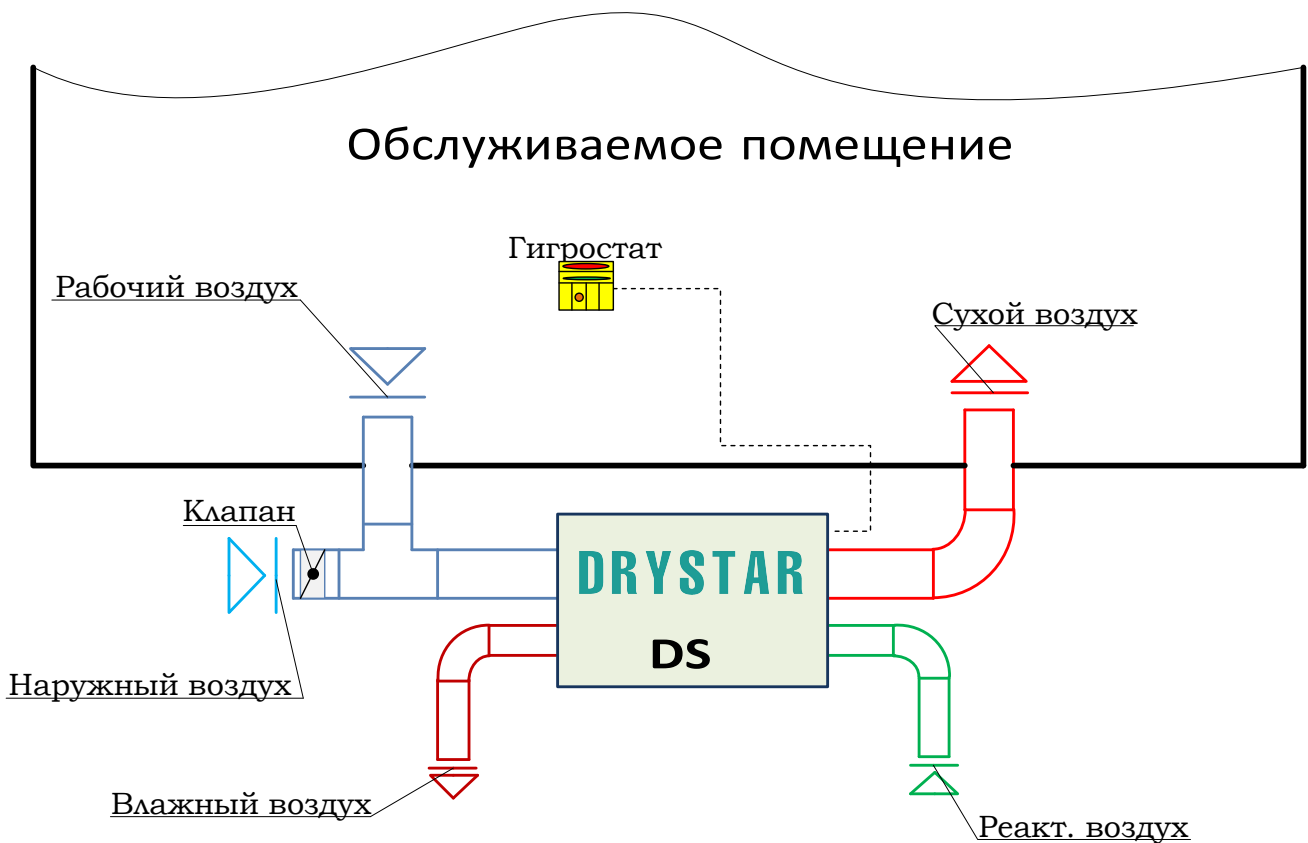 Обслуживаемое помещение
Гигростат
Рабочий воздух
Сухой воздух
Клапан
DRYSTAR
DS
Наружный воздух
Влажный воздух
Реакт. воздух